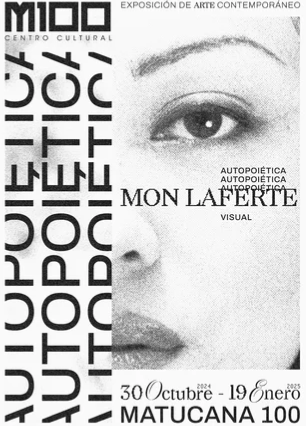 M100
CENTRO CULTURAL
EXPOSICIÓN DE ARTE CONTEMPORÁNEO
AUTOPOIÉTICA
AUTOPOIÉTICA
AUTOPOIÉTICA
AUTOPOIÉTICA
AUTOPOIÉTICA
AUTOPOIÉTICA
MON LAFERTE
VISUAL
30 Octubre 2024 - 19 Enero 2025
MATUCANA 100